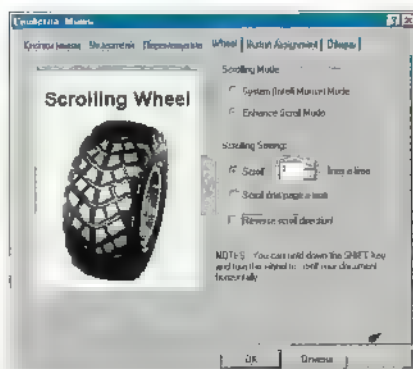 Свойства: Мышь
Кнопки мыши Указатели Перемещение Wheel Button Assignment
Scrolling Mode
Scrolling Wheel
System (Intelli Mouse) Mode
Enhance Scroll Mode
Scrolling Setting:
Scroll lines a time
Scroll one page a time
Reverse scroll direction
NOTES: You can hold down the SHIFT key
and turn the wheel to scroll your document
horizontally
OK Отмена